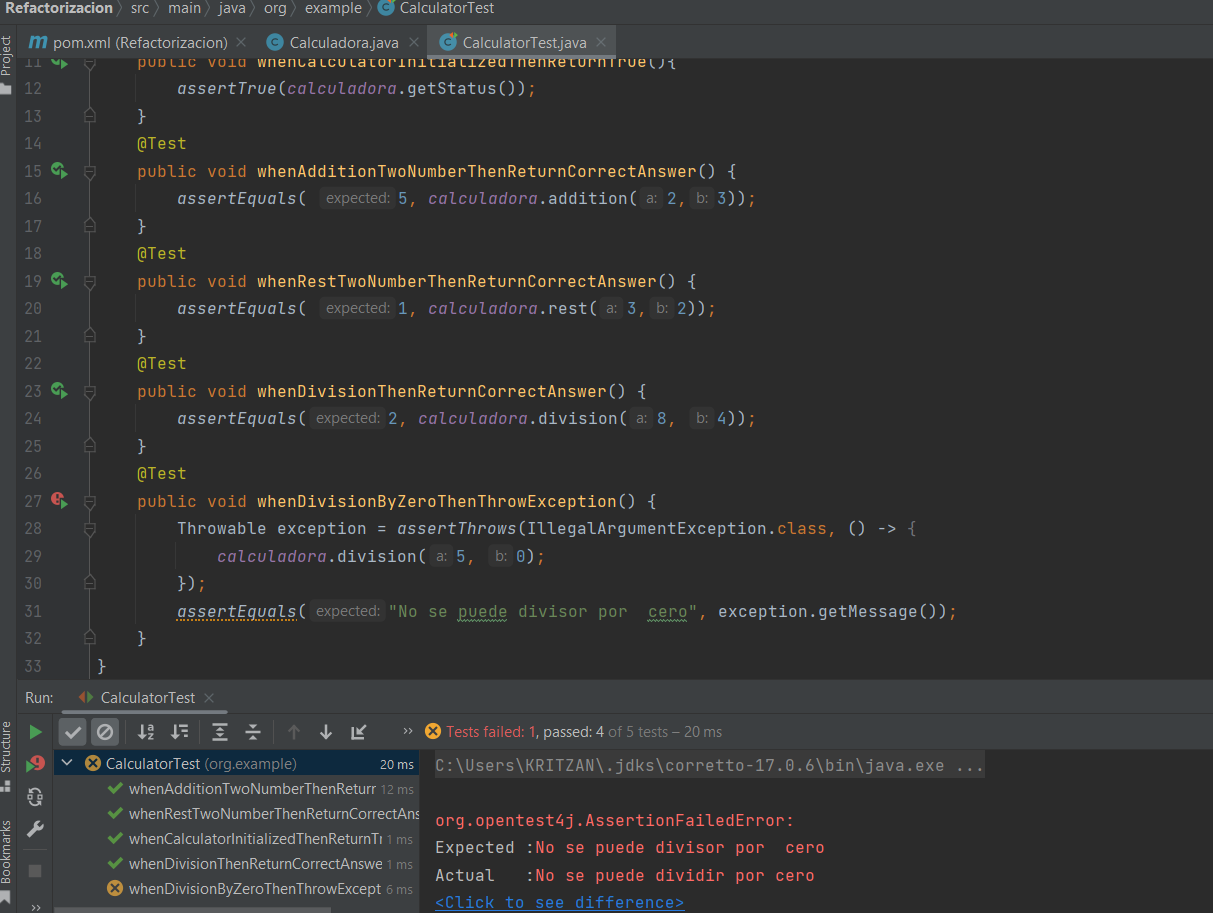 Refactorizacion › src › main › java › org › example › CalculatorTest
pom.xml (Refactorizacion) × Calculadora.java × CalculatorTest.java ×
Project
11 public void whenCalculatorInitializedThenReturnTrue(){
12 assertTrue(calculadora.getStatus());
13 }
14 @Test
15 public void whenAdditionTwoNumberThenReturnCorrectAnswer() {
16 assertEquals( expected: 5, calculadora.addition( a: 2, b: 3));
17 }
18 @Test
19 public void whenRestTwoNumberThenReturnCorrectAnswer() {
20 assertEquals( expected: 1, calculadora.rest( a: 3, b: 2));
21 }
22 @Test
23 public void whenDivisionThenReturnCorrectAnswer() {
24 assertEquals( expected: 2, calculadora.division( a: 8, b: 4));
25 }
26 @Test
27 public void whenDivisionByZeroThenThrowException() {
28 Throwable exception = assertThrows(IllegalArgumentException.class, () -> {
29 calculadora.division( a: 5, b: 0);
30 });
31 assertEquals( expected: "No se puede divisor por  cero", exception.getMessage());
32 }
33 }
Run: CalculatorTest ×
Structure
Bookmarks
» Tests failed: 1, passed: 4 of 5 tests – 20 ms
CalculatorTest (org.example) 20 ms
whenAdditionTwoNumberThenReturr 12 ms
whenRestTwoNumberThenReturnCorrectAns
whenCalculatorInitializedThenReturnTr 1 ms
whenDivisionThenReturnCorrectAnswe 1 ms
whenDivisionByZeroThenThrowExcept 6 ms
C:\Users\KRITZAN\.jdks\corretto-17.0.6\bin\java.exe ...
org.opentest4j.AssertionFailedError:
Expected :No se puede divisor por  cero
Actual   :No se puede dividir por cero
<Click to see difference>